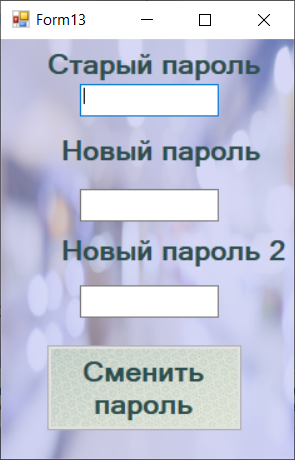 Form13
Старый пароль
Новый пароль
Новый пароль 2
Сменить
пароль